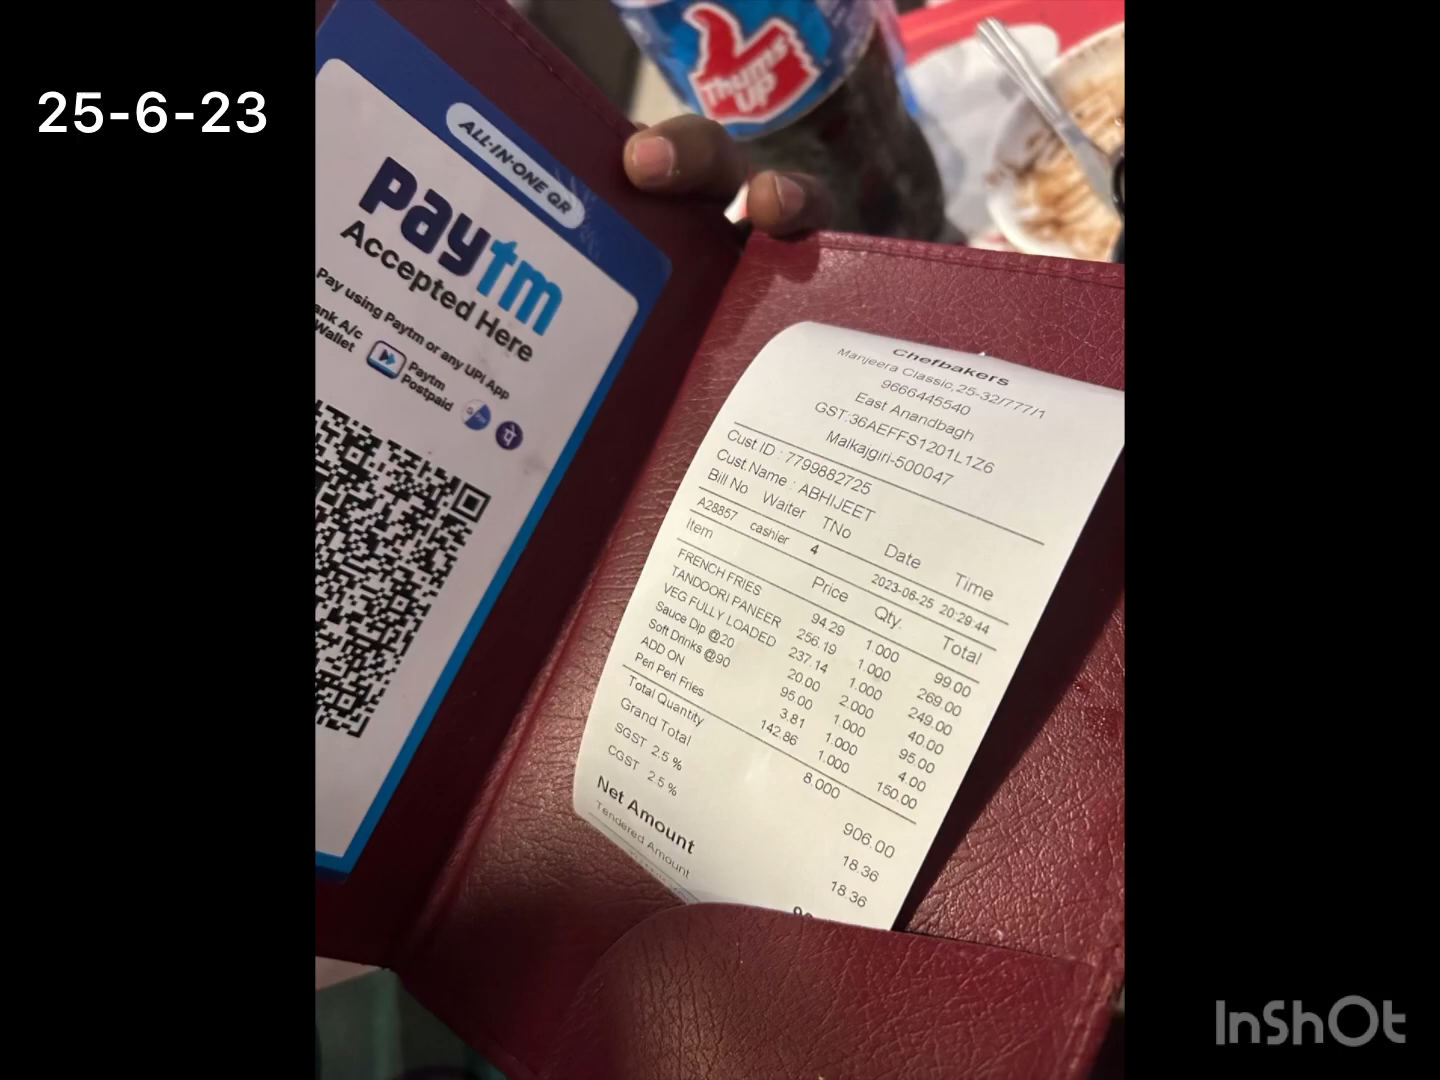 25-6-23
ALL-IN-ONE QR
Paytm
Accepted Here
Pay using Paytm or any UPI App
ank A/c
Wallet
Paytm
Postpaid
Thums
Up
Chefbakers
Manjeera Classic,25-32/777/1
9666445540
East Anandbagh
GST:36AEFFS1201L1Z6
Malkajgiri-500047
Cust.ID : 7799882725
Cust.Name : ABHIJEET
Bill No Waiter TNo Date Time
A28857 cashier 4 2023-06-25 20:29:44
Item Price Qty. Total
FRENCH FRIES 94.29 1.000 99.00
TANDOORI PANEER 256.19 1.000 269.00
VEG FULLY LOADED 237.14 1.000 249.00
Sauce Dip @20 20.00 2.000 40.00
Soft Drinks @90 95.00 1.000 95.00
ADD ON 3.81 1.000 4.00
Peri Peri Fries 142.86 1.000 150.00
Total Quantity 8.000
Grand Total 906.00
SGST 2.5 % 18.36
CGST 2.5 % 18.36
Net Amount
Tendered Amount
InShOt